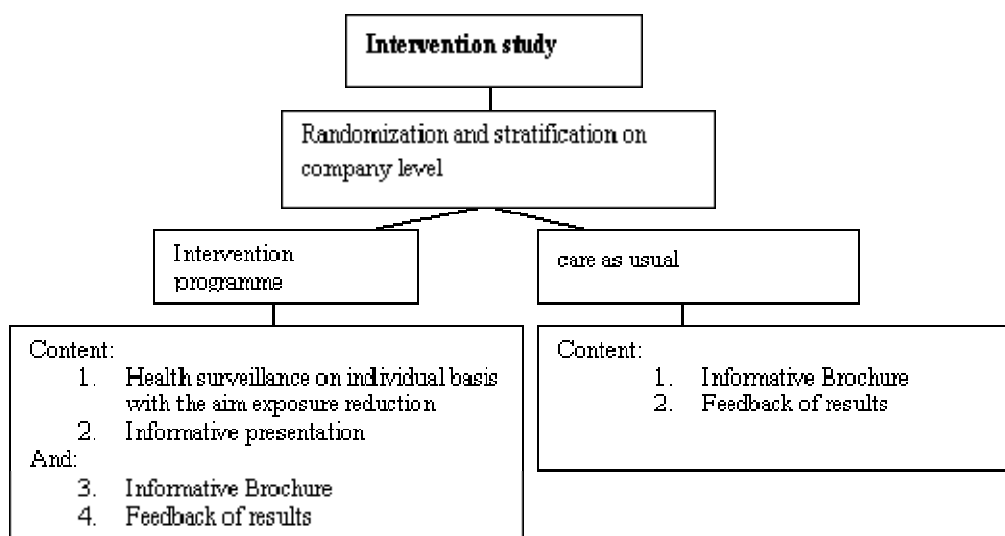 Intervention study
Randomization and stratification on
company level
Intervention
programme
care as usual
Content:
1. Health surveillance on individual basis
with the aim exposure reduction
2. Informative presentation
And:
3. Informative Brochure
4. Feedback of results
Content:
1. Informative Brochure
2. Feedback of results